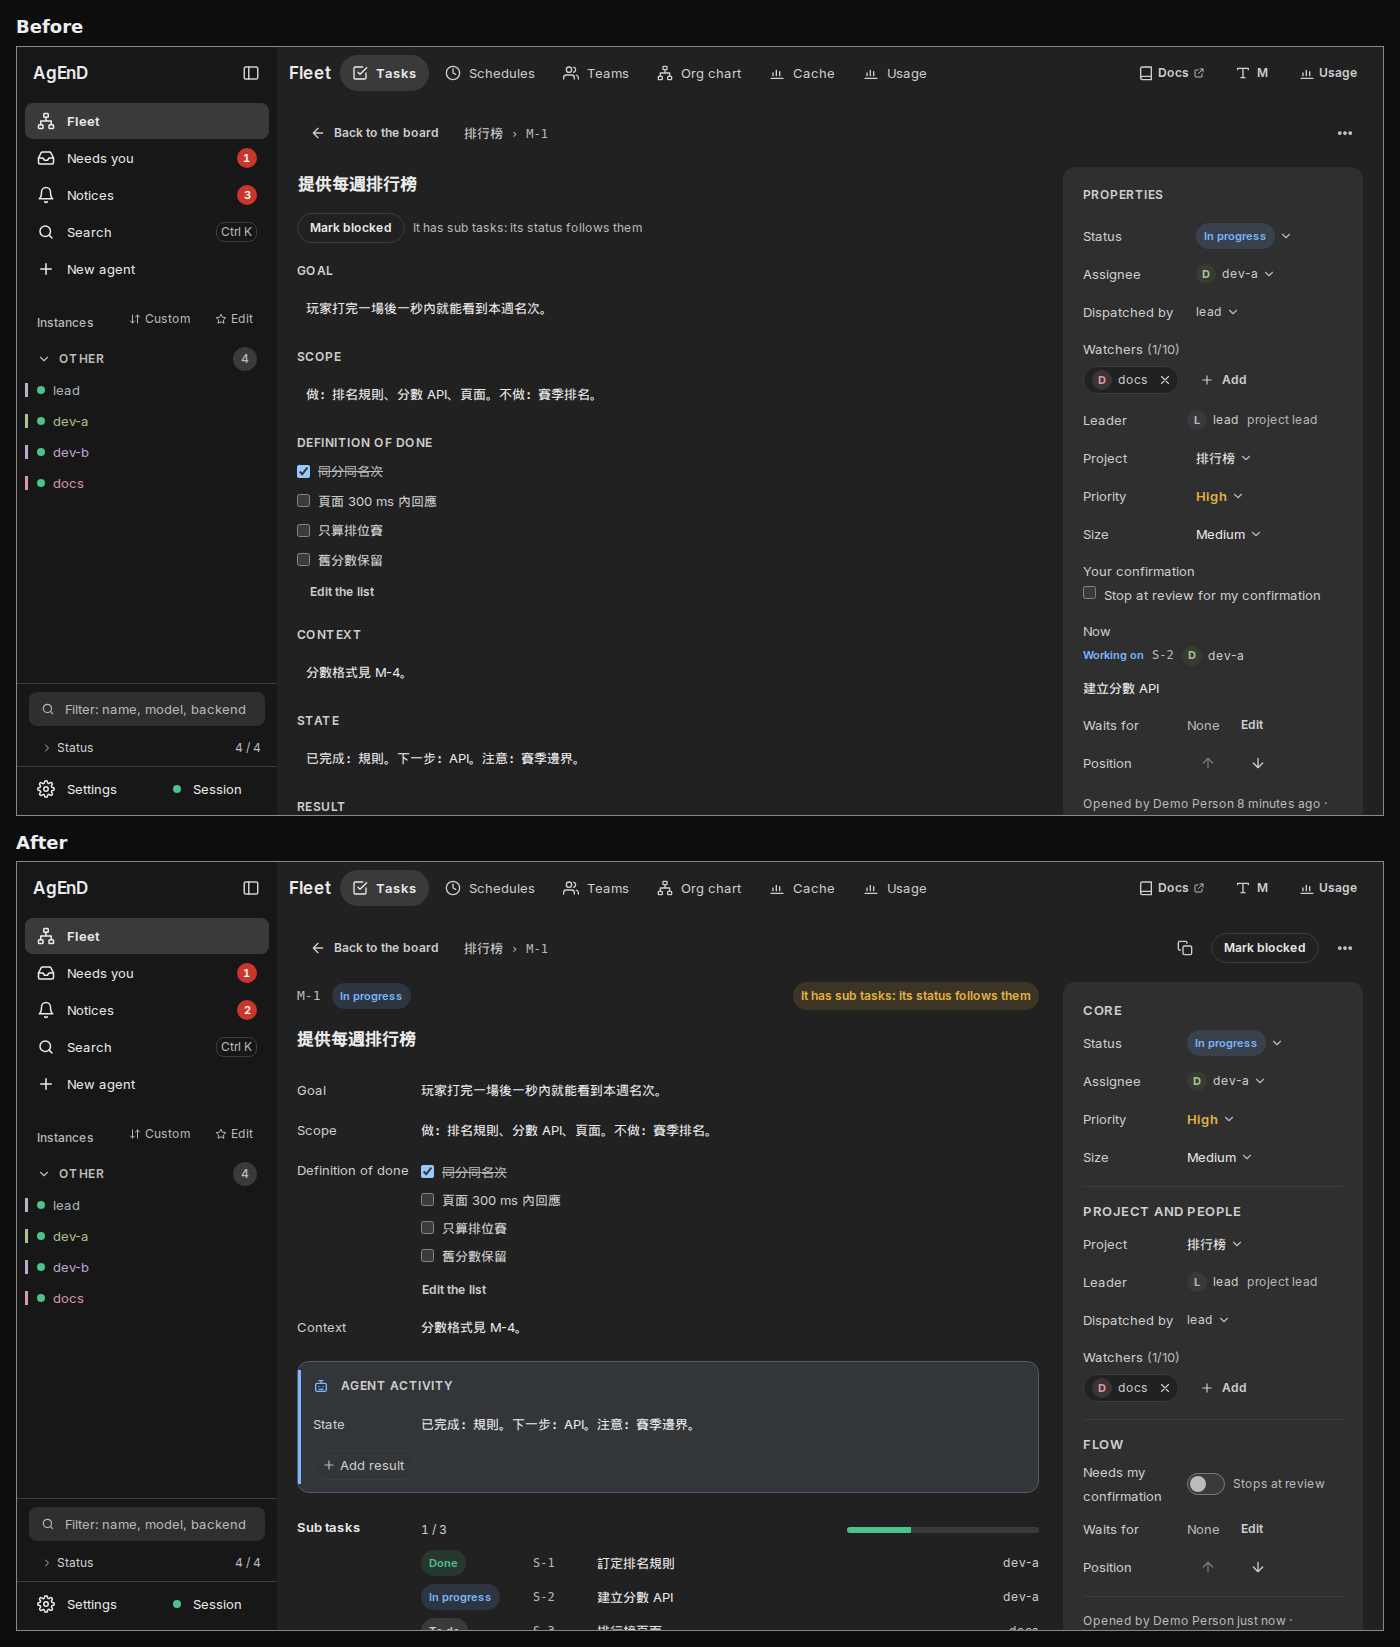 Before
AgEnD
Fleet
Tasks
Schedules
Teams
Org chart
Cache
Usage
Docs
M
Usage
Fleet
Needs you 1
Notices 3
Search Ctrl K
New agent
Instances Custom Edit
OTHER 4
lead
dev-a
dev-b
docs
Filter: name, model, backend
Status 4 / 4
Settings Session
Back to the board 排行榜 › M-1
提供每週排行榜
Mark blocked It has sub tasks: its status follows them
GOAL
玩家打完一場後一秒內就能看到本週名次。
SCOPE
做：排名規則、分數 API、頁面。不做：賽季排名。
DEFINITION OF DONE
同分同名次
頁面 300 ms 內回應
只算排位賽
舊分數保留
Edit the list
CONTEXT
分數格式見 M-4。
STATE
已完成：規則。下一步：API。注意：賽季邊界。
RESULT
PROPERTIES
Status In progress
Assignee D dev-a
Dispatched by lead
Watchers (1/10)
D docs Add
Leader L lead project lead
Project 排行榜
Priority High
Size Medium
Your confirmation
Stop at review for my confirmation
Now
Working on S-2 D dev-a
建立分數 API
Waits for None Edit
Position
Opened by Demo Person 8 minutes ago ·
After
AgEnD
Fleet
Tasks
Schedules
Teams
Org chart
Cache
Usage
Docs
M
Usage
Fleet
Needs you 1
Notices 2
Search Ctrl K
New agent
Instances Custom Edit
OTHER 4
lead
dev-a
dev-b
docs
Filter: name, model, backend
Status 4 / 4
Settings Session
Back to the board 排行榜 › M-1
Mark blocked
M-1 In progress It has sub tasks: its status follows them
提供每週排行榜
Goal 玩家打完一場後一秒內就能看到本週名次。
Scope 做：排名規則、分數 API、頁面。不做：賽季排名。
Definition of done 同分同名次
頁面 300 ms 內回應
只算排位賽
舊分數保留
Edit the list
Context 分數格式見 M-4。
AGENT ACTIVITY
State 已完成：規則。下一步：API。注意：賽季邊界。
Add result
Sub tasks 1 / 3
Done S-1 訂定排名規則 dev-a
In progress S-2 建立分數 API dev-a
To do S-3 排行榜頁面 docs
CORE
Status In progress
Assignee D dev-a
Priority High
Size Medium
PROJECT AND PEOPLE
Project 排行榜
Leader L lead project lead
Dispatched by lead
Watchers (1/10)
D docs Add
FLOW
Needs my
confirmation Stops at review
Waits for None Edit
Position
Opened by Demo Person just now ·